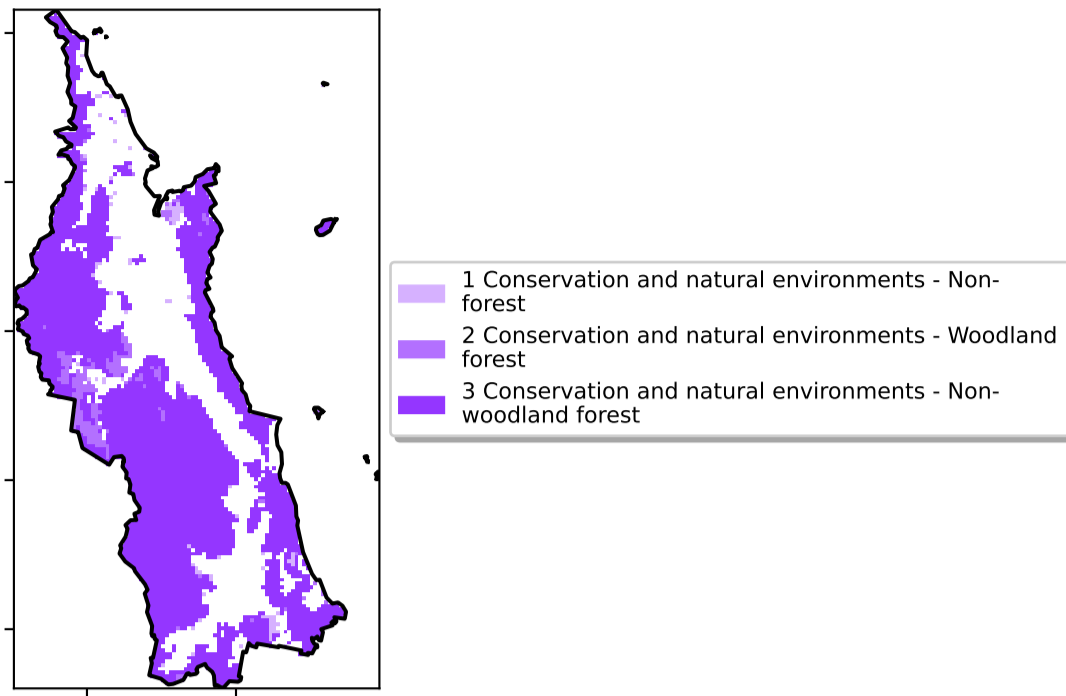 1 Conservation and natural environments - Non-
forest
2 Conservation and natural environments - Woodland
forest
3 Conservation and natural environments - Non-
woodland forest